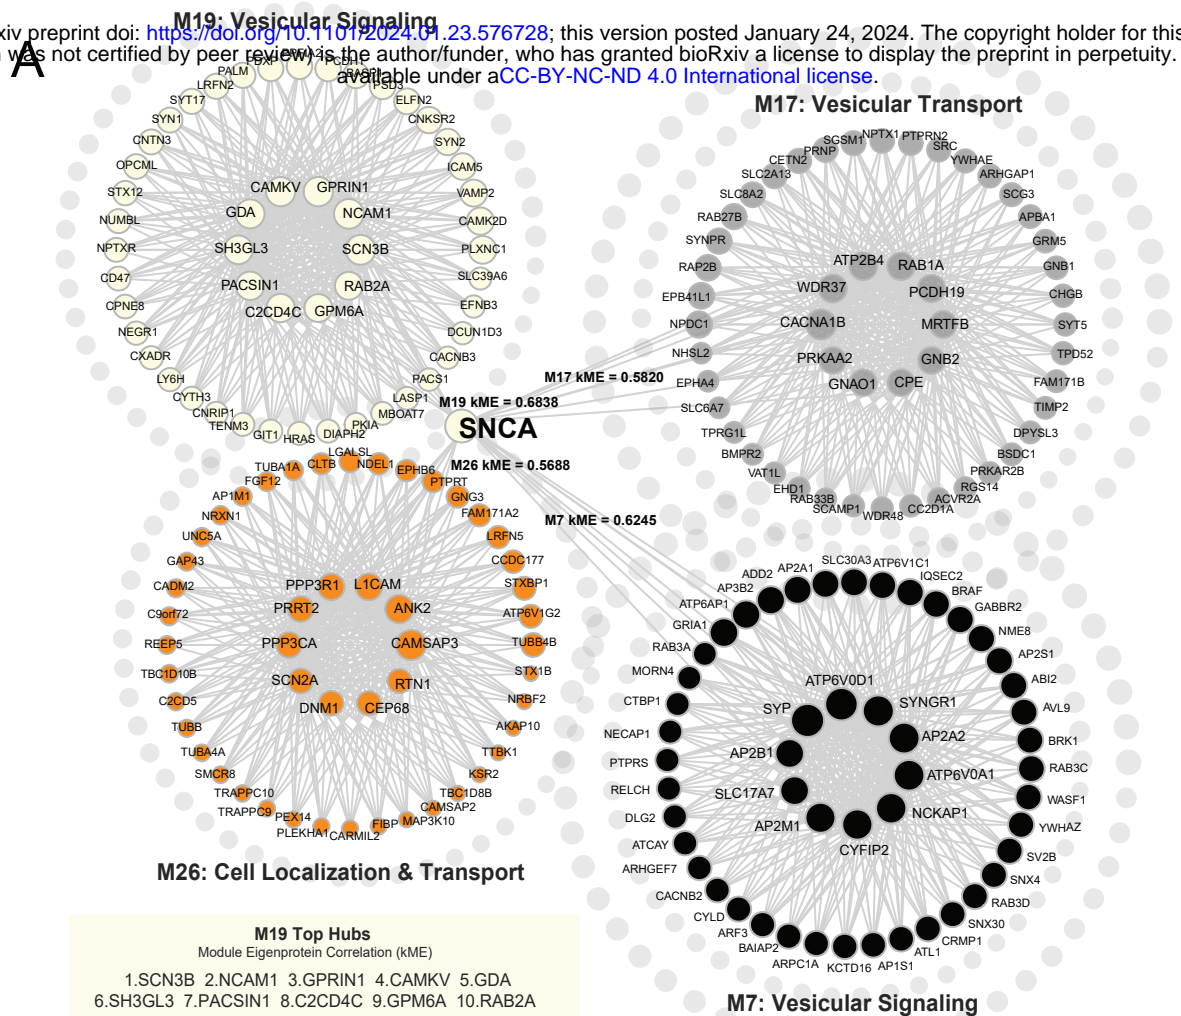 M19: Vesicular Signaling
xiv preprint doi: https://doi.org/10.1101/2024.01.23.576728; this version posted January 24, 2024. The copyright holder for this
was not certified by peer review) is the author/funder, who has granted bioRxiv a license to display the preprint in perpetuity.
available under aCC-BY-NC-ND 4.0 International license.
A
PALM
LRFN2
SYT17
SYN1
CNTN3
OPCML
STX12
NUMBL
NPTXR
CD47
CPNE8
NEGR1
CXADR
LY6H
CYTH3
CNRIP1
TENM3
GIT1
HRAS
DIAPH2
PKIA
MBOAT7
LASP1
PACS1
CACNB3
DCUN1D3
EFNB3
SLC39A6
PLXNC1
CAMK2D
VAMP2
ICAM5
SYN2
CNKSR2
ELFN2
PSD3
PCDH1
CAMKV
GPRIN1
GDA
NCAM1
SH3GL3
SCN3B
PACSIN1
RAB2A
C2CD4C
GPM6A
M17: Vesicular Transport
SGSM1
NPTX1
PTPRN2
SRC
YWHAE
ARHGAP1
SCG3
APBA1
GRM5
GNB1
CHGB
SYT5
TPD52
FAM171B
TIMP2
DPYSL3
BSDC1
PRKAR2B
RGS14
ACVR2A
CC2D1A
WDR48
SCAMP1
RAB33B
EHD1
VAT1L
BMPR2
TPRG1L
SLC6A7
EPHA4
NHSL2
NPDC1
EPB41L1
RAP2B
SYNPR
RAB27B
SLC8A2
SLC2A13
CETN2
PRNP
ATP2B4
RAB1A
WDR37
PCDH19
CACNA1B
MRTFB
PRKAA2
GNB2
GNAO1
CPE
M17 kME = 0.5820
M19 kME = 0.6838
SNCA
M26 kME = 0.5688
M7 kME = 0.6245
LGALSL
NDEL1
EPHB6
PTPRT
GNG3
FAM171A2
LRFN5
CCDC177
STXBP1
ATP6V1G2
TUBB4B
STX1B
NRBF2
AKAP10
TTBK1
KSR2
TBC1D8B
CAMSAP2
MAP3K10
FIBP
CARMIL2
PLEKHA1
PEX14
TRAPPC9
TRAPPC10
SMCR8
TUBA4A
TUBB
C2CD5
TBC1D10B
REEP5
C9orf72
CADM2
GAP43
UNC5A
NRXN1
AP1M1
FGF12
TUBA1A
CLTB
PPP3R1
L1CAM
PRRT2
ANK2
PPP3CA
CAMSAP3
SCN2A
RTN1
DNM1
CEP68
M26: Cell Localization & Transport
SLC30A3
ATP6V1C1
IQSEC2
BRAF
GABBR2
NME8
AP2S1
ABI2
AVL9
BRK1
RAB3C
WASF1
YWHAZ
SV2B
SNX4
RAB3D
SNX30
CRMP1
ATL1
AP1S1
KCTD16
ARPC1A
BAIAP2
ARF3
CYLD
CACNB2
ARHGEF7
ATCAY
DLG2
RELCH
PTPRS
NECAP1
CTBP1
MORN4
RAB3A
GRIA1
ATP6AP1
AP3B2
ADD2
AP2A1
ATP6V0D1
SYP
SYNGR1
AP2B1
AP2A2
SLC17A7
ATP6V0A1
AP2M1
NCKAP1
CYFIP2
M7: Vesicular Signaling
M19 Top Hubs
Module Eigenprotein Correlation (kME)
1.SCN3B 2.NCAM1 3.GPRIN1 4.CAMKV 5.GDA
6.SH3GL3 7.PACSIN1 8.C2CD4C 9.GPM6A 10.RAB2A